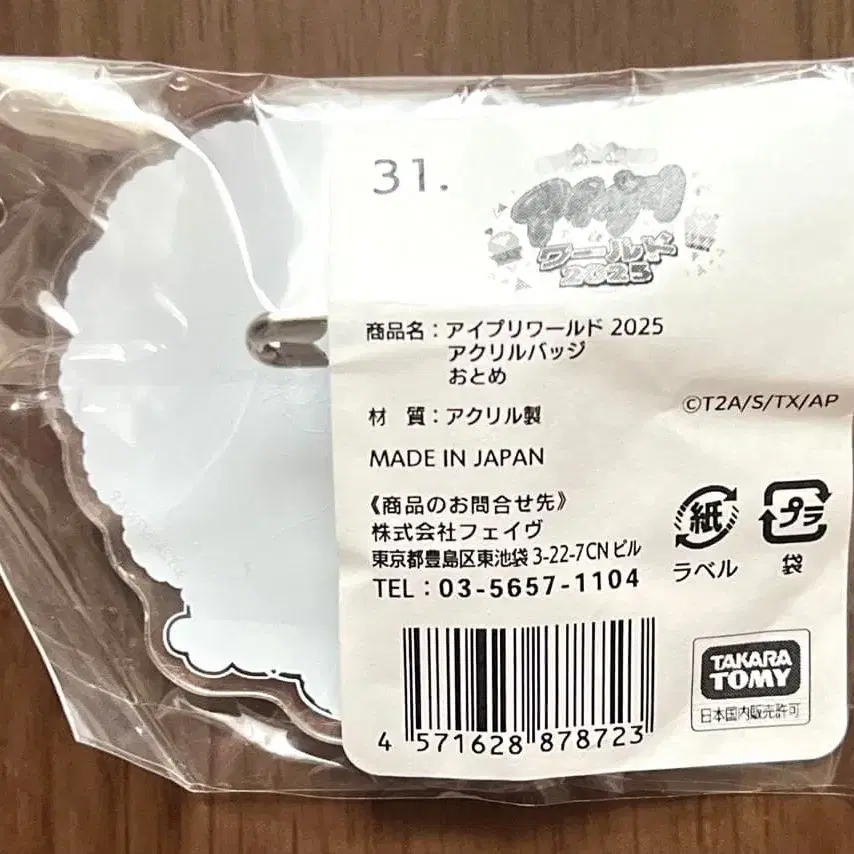 31.
アイプリ
ワールド
2025
商品名：アイプリワールド 2025
アクリルバッジ
おとめ
©T2A/S/TX/AP
材　質：アクリル製
MADE IN JAPAN
《商品のお問合せ先》
株式会社フェイヴ
東京都豊島区東池袋 3-22-7CN ビル
TEL：03-5657-1104
紙
ラベル
プラ
袋
4 571628 878723
TAKARA
TOMY
日本国内販売許可